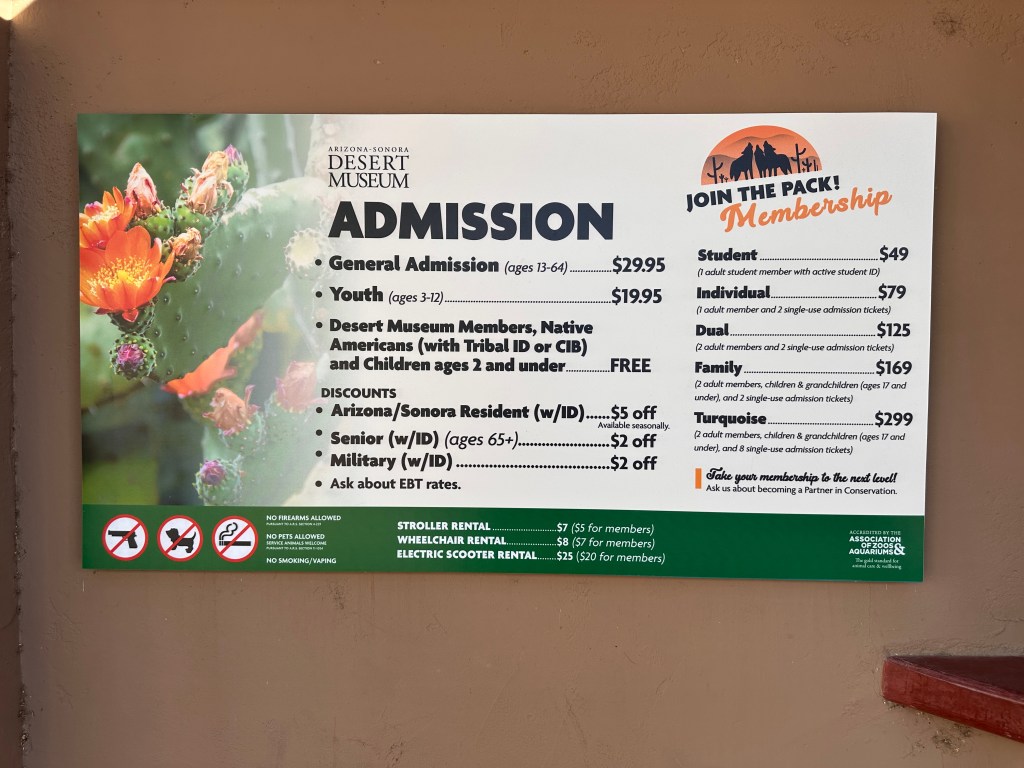 ARIZONA-SONORA
DESERT
MUSEUM
ADMISSION
• General Admission (ages 13-64)..............$29.95
• Youth (ages 3-12)..............$19.95
• Desert Museum Members, Native
Americans (with Tribal ID or CIB)
and Children ages 2 and under..............FREE
DISCOUNTS
• Arizona/Sonora Resident (w/ID)......$5 off
Available seasonally.
• Senior (w/ID) (ages 65+)..............$2 off
• Military (w/ID)..............$2 off
• Ask about EBT rates.
JOIN THE PACK!
Membership
Student..............$49
(1 adult student member with active student ID)
Individual..............$79
(1 adult member and 2 single-use admission tickets)
Dual..............$125
(2 adult members and 2 single-use admission tickets)
Family..............$169
(2 adult members, children & grandchildren (ages 17 and
under), and 2 single-use admission tickets)
Turquoise..............$299
(2 adult members, children & grandchildren (ages 17 and
under), and 8 single-use admission tickets)
Take your membership to the next level!
Ask us about becoming a Partner in Conservation.
NO FIREARMS ALLOWED
NO PETS ALLOWED
SERVICE ANIMALS WELCOME
NO SMOKING/VAPING
STROLLER RENTAL..............$7 ($5 for members)
WHEELCHAIR RENTAL..............$8 ($7 for members)
ELECTRIC SCOOTER RENTAL......$25 ($20 for members)
ACCREDITED BY THE
ASSOCIATION
OF ZOOS &
AQUARIUMS
The gold standard for
animal care & wellbeing